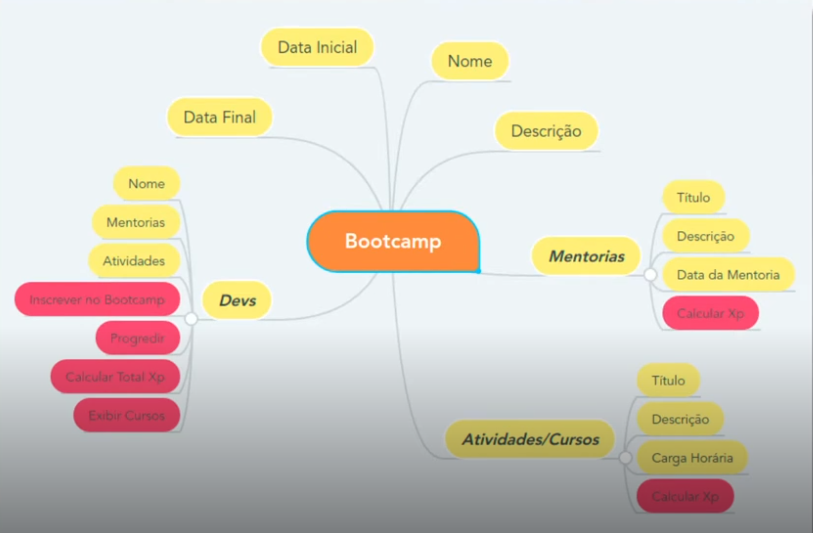 Data Inicial
Nome
Data Final
Descrição
Bootcamp
Nome
Mentorias
Atividades
Inscrever no Bootcamp
Progredir
Calcular Total Xp
Exibir Cursos
Devs
Mentorias
Título
Descrição
Data da Mentoria
Calcular Xp
Atividades/Cursos
Título
Descrição
Carga Horária
Calcular Xp